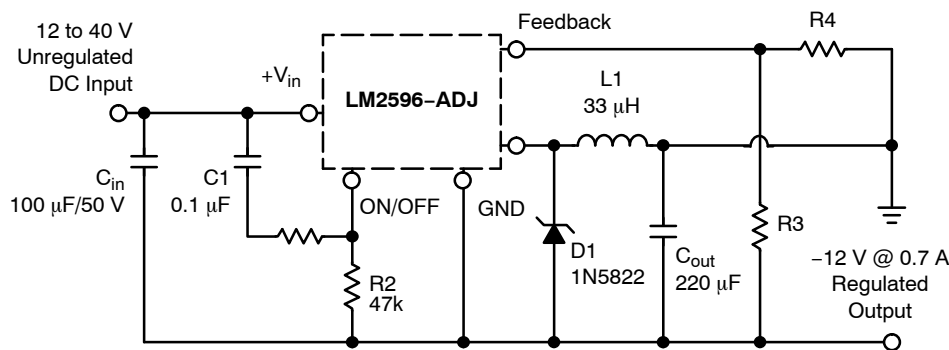 12 to 40 V
Unregulated
DC Input
+Vin
LM2596−ADJ
Feedback
R4
L1
33 μH
Cin
100 μF/50 V
C1
0.1 μF
ON/OFF
GND
R2
47k
D1
1N5822
Cout
220 μF
R3
−12 V @ 0.7 A
Regulated
Output